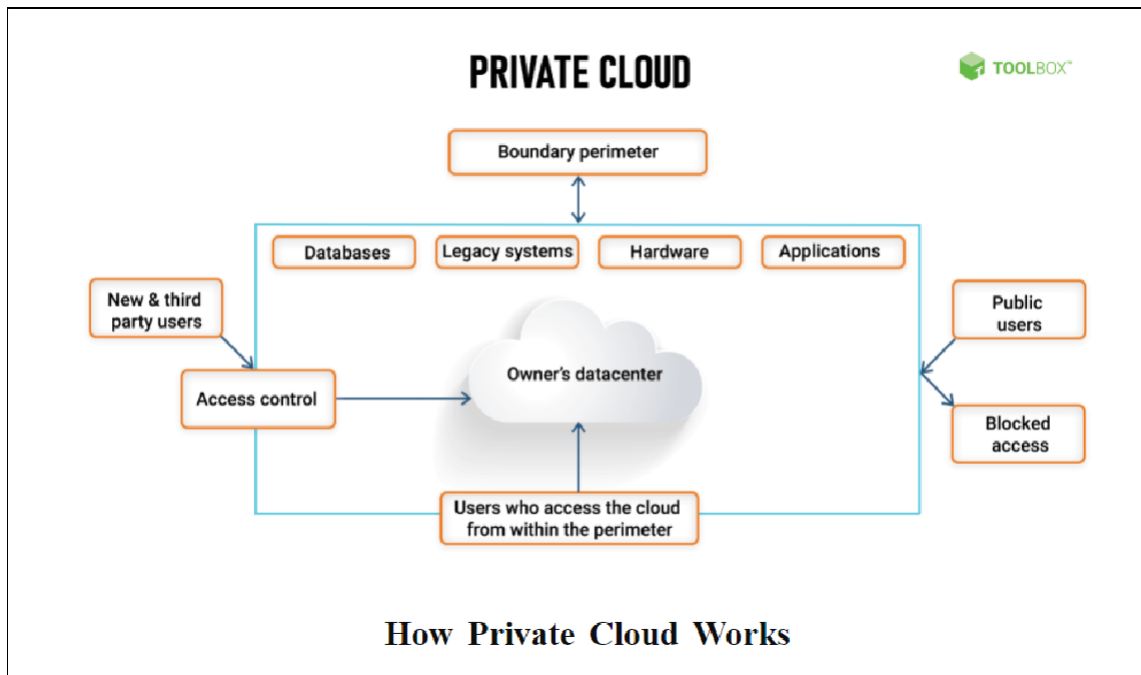 PRIVATE CLOUD
TOOLBOX™
Boundary perimeter
Databases
Legacy systems
Hardware
Applications
New & third
party users
Public
users
Owner's datacenter
Access control
Blocked
access
Users who access the cloud
from within the perimeter
How Private Cloud Works